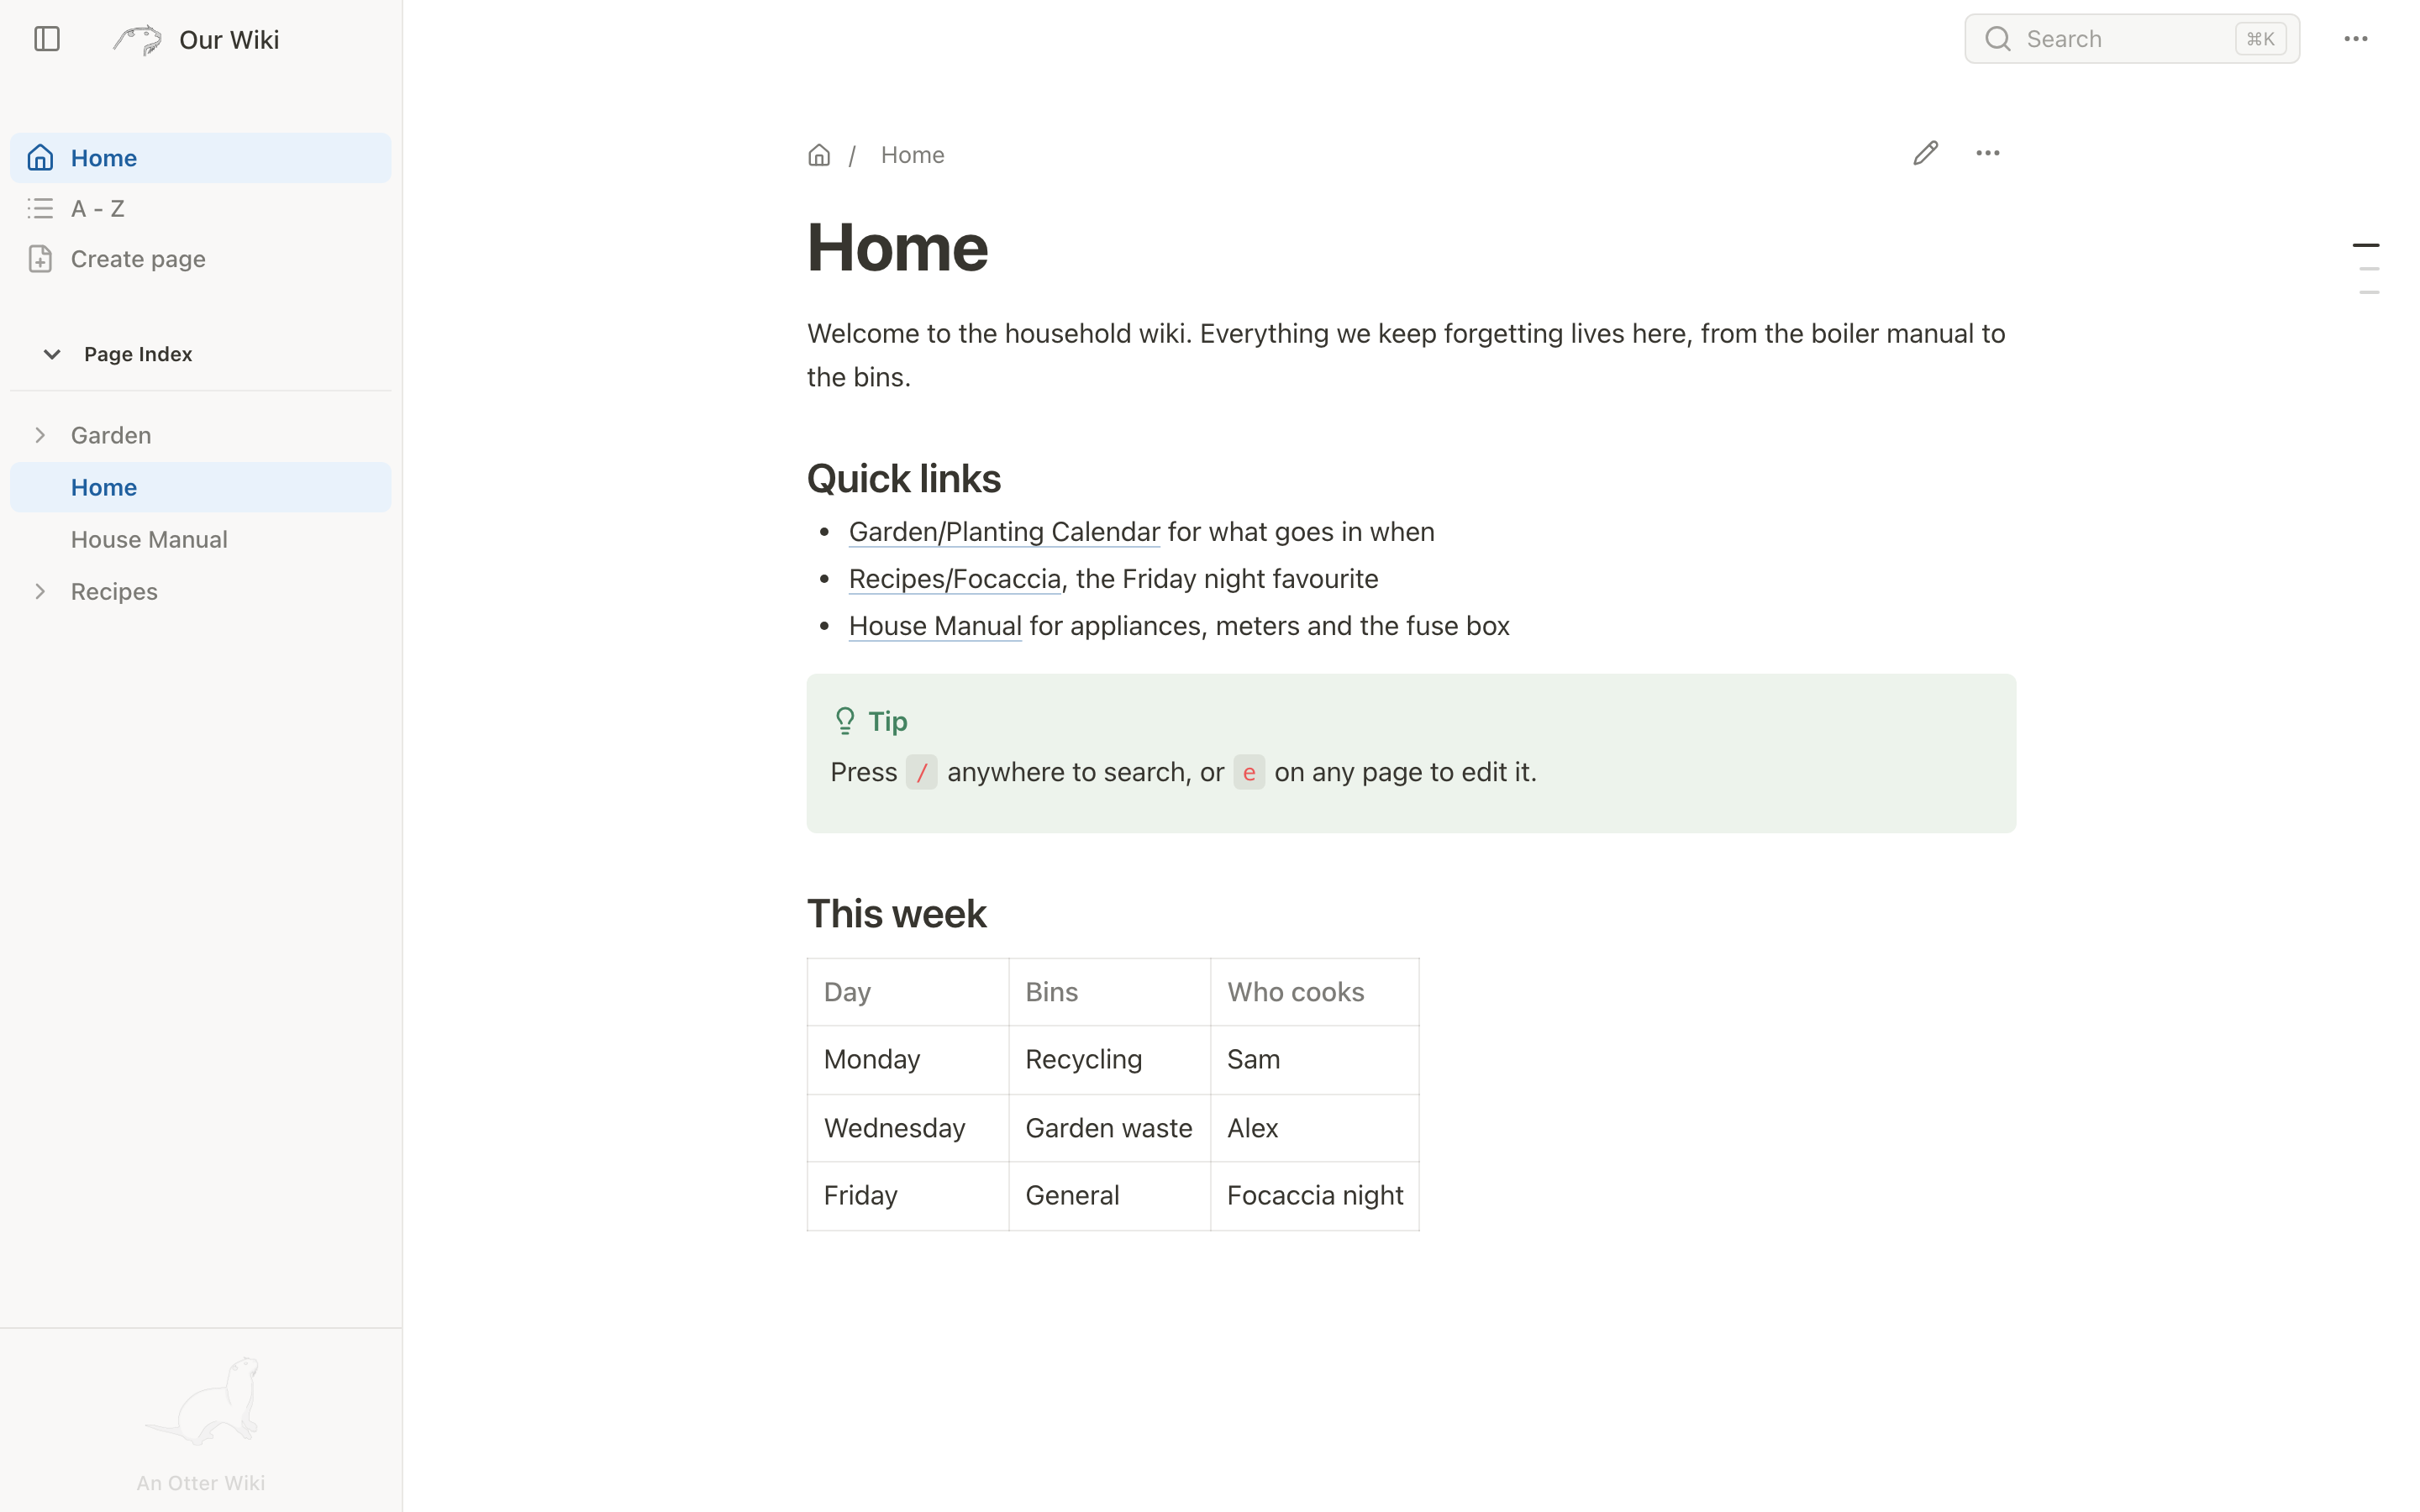 Our Wiki
Search
⌘K
Home
A - Z
Create page
Page Index
Garden
Home
House Manual
Recipes
An Otter Wiki
/ Home
Home
Welcome to the household wiki. Everything we keep forgetting lives here, from the boiler manual to
the bins.
Quick links
• Garden/Planting Calendar for what goes in when
• Recipes/Focaccia, the Friday night favourite
• House Manual for appliances, meters and the fuse box
Tip
Press / anywhere to search, or e on any page to edit it.
This week
Day Bins Who cooks
Monday Recycling Sam
Wednesday Garden waste Alex
Friday General Focaccia night